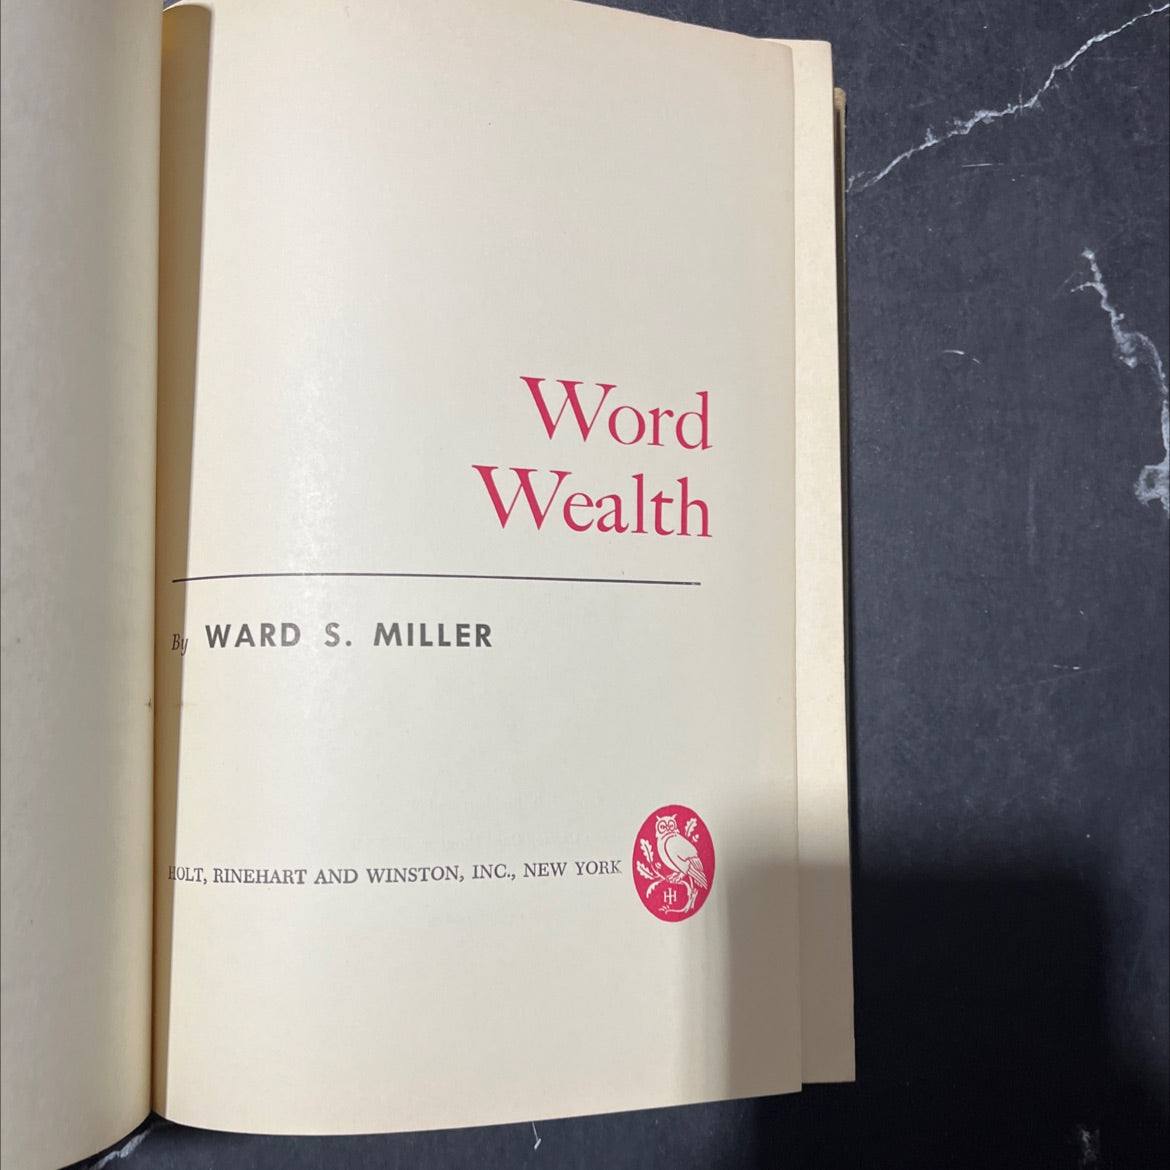 Word
Wealth
By WARD S. MILLER
HOLT, RINEHART AND WINSTON, INC., NEW YORK
H